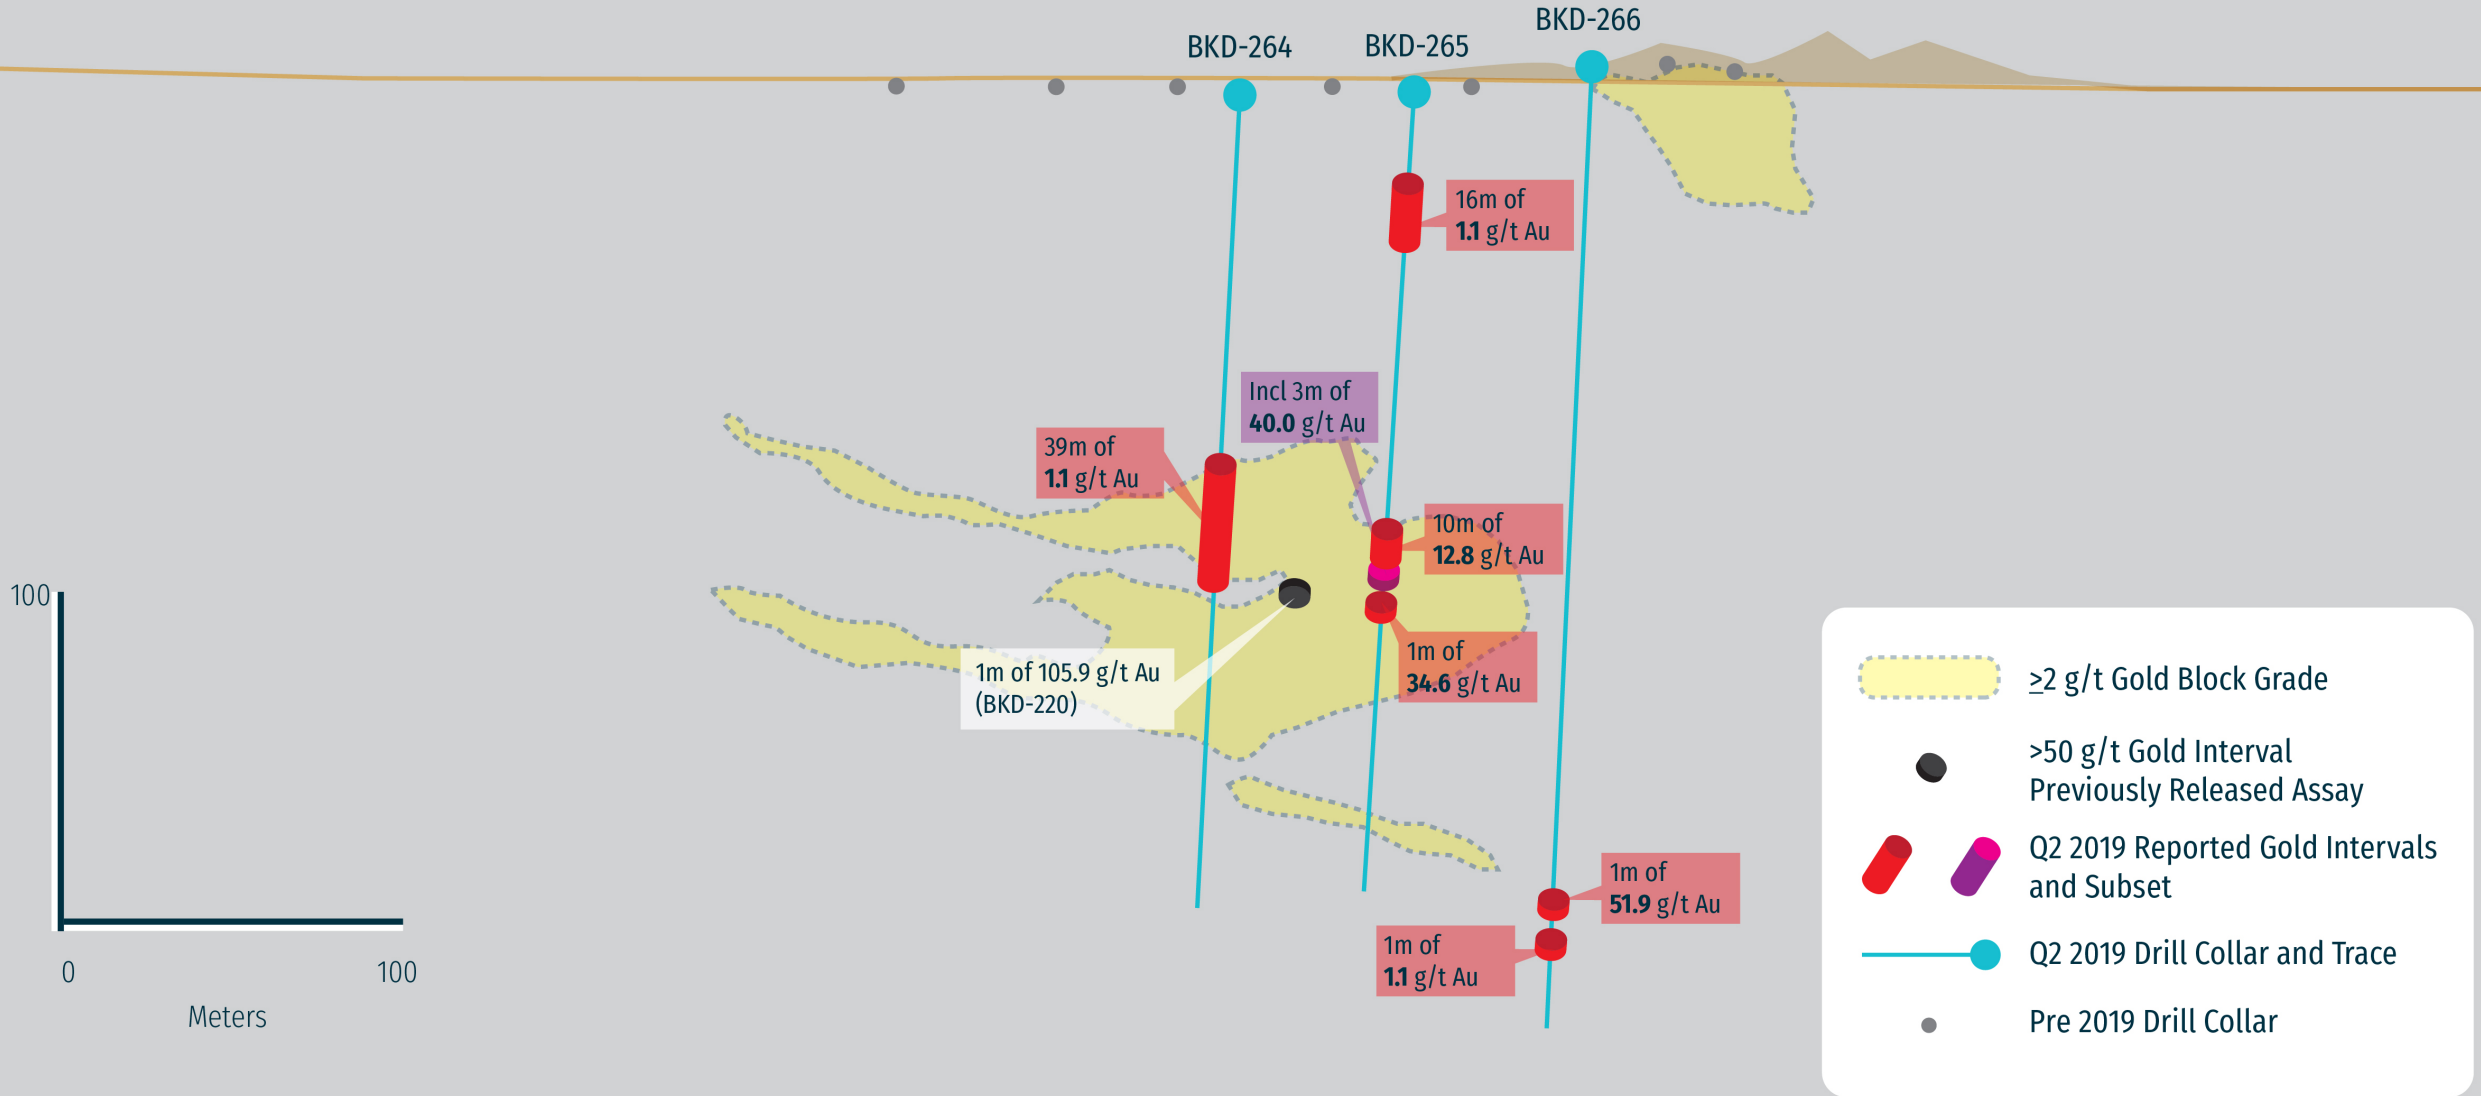 BKD-264
BKD-265
BKD-266
16m of
1.1 g/t Au
Incl 3m of
40.0 g/t Au
39m of
1.1 g/t Au
10m of
12.8 g/t Au
1m of
34.6 g/t Au
1m of 105.9 g/t Au
(BKD-220)
1m of
51.9 g/t Au
1m of
1.1 g/t Au
100
0
100
Meters
≥2 g/t Gold Block Grade
>50 g/t Gold Interval
Previously Released Assay
Q2 2019 Reported Gold Intervals
and Subset
Q2 2019 Drill Collar and Trace
Pre 2019 Drill Collar